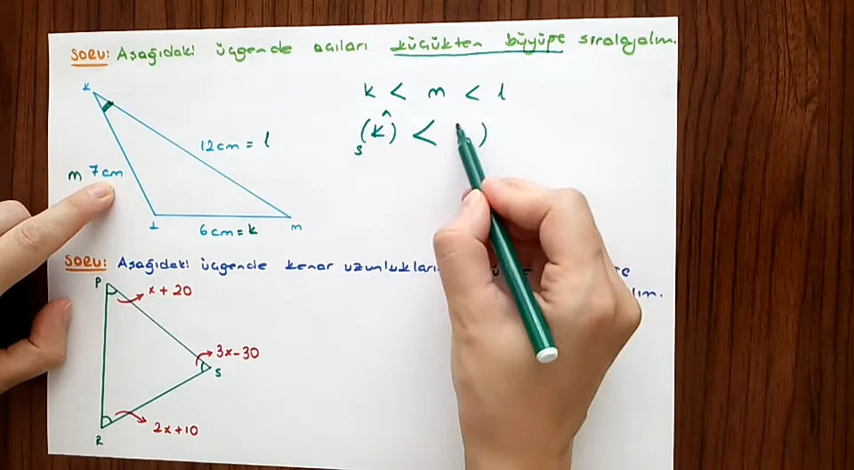 SORU: Aşağıdaki üçgende açıları küçükten büyüğe sıralayalım.
k < m < l
K
(K̂) < )
s
12cm = l
m 7cm
L
6cm = k
M
SORU: Aşağıdaki üçgende kenar uzunlukları
P
x + 20
3x - 30
S
2x + 10
R